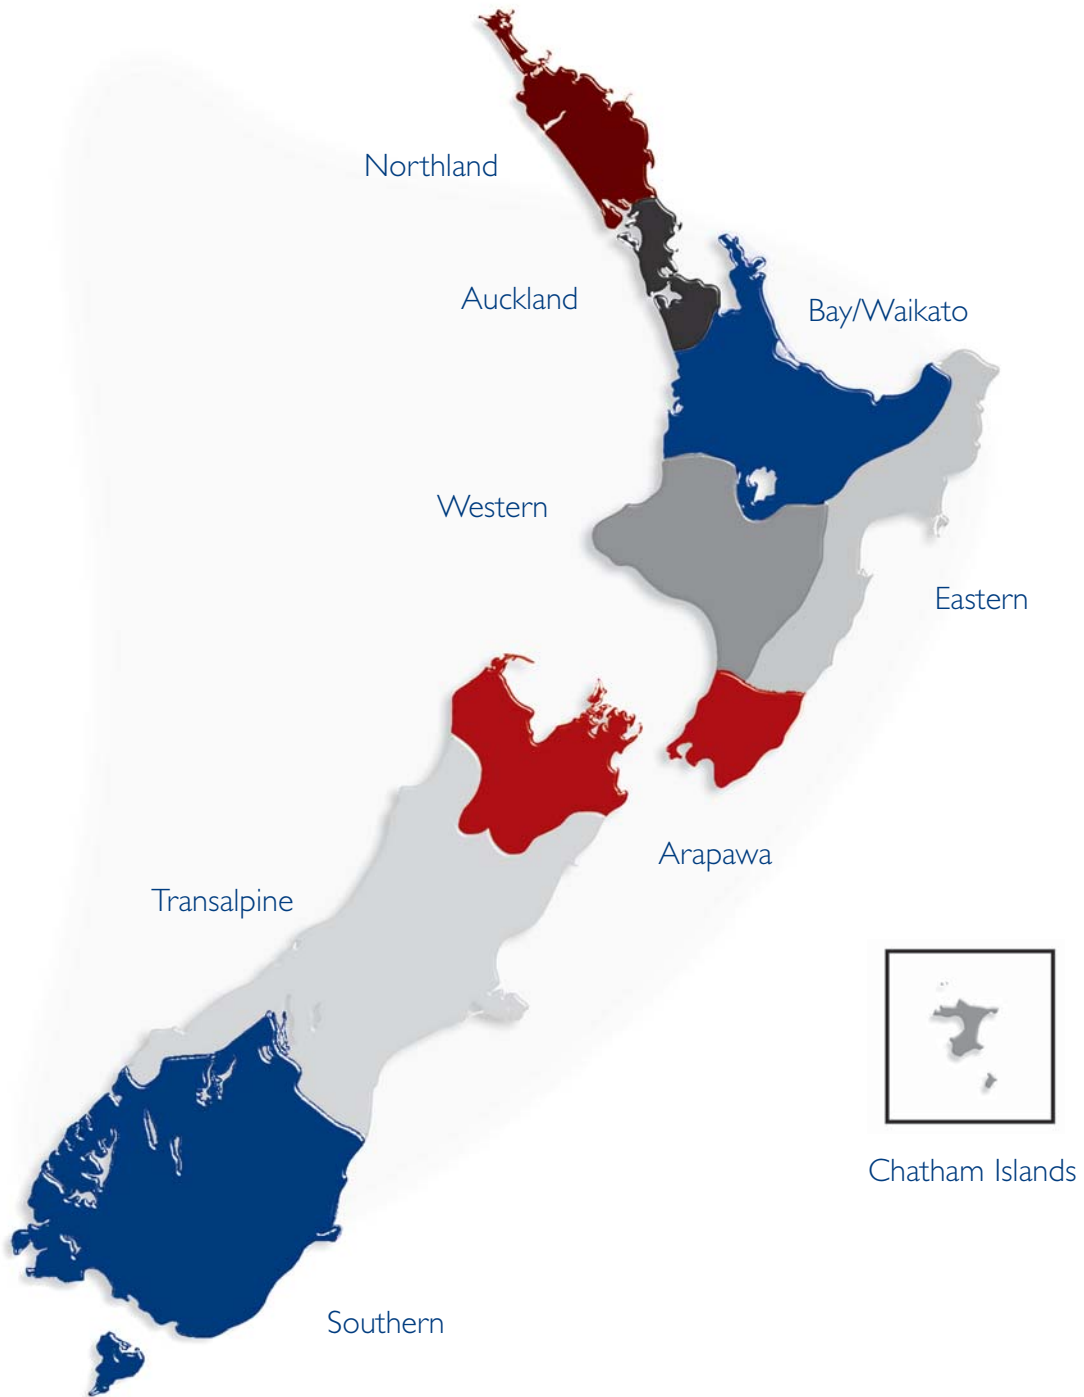 Northland
Auckland
Bay/Waikato
Western
Eastern
Arapawa
Transalpine
Chatham Islands
Southern